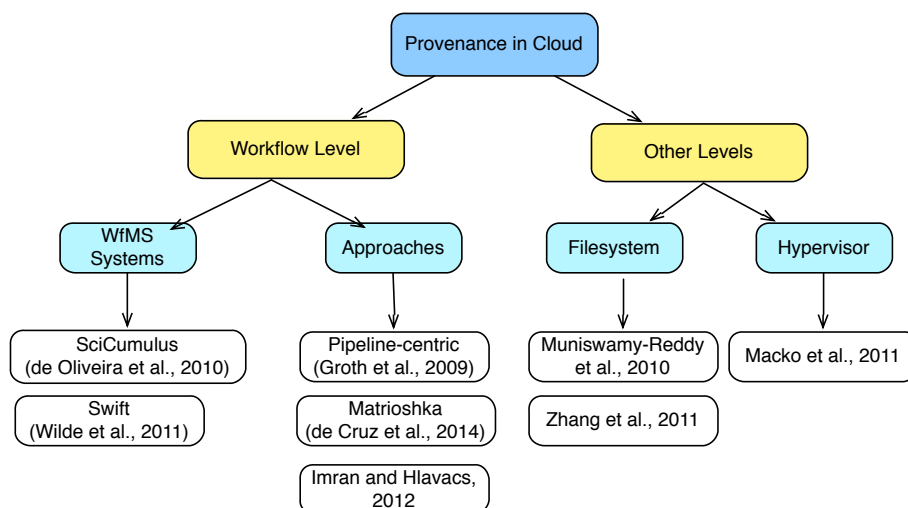 Provenance in Cloud
Workflow Level
Other Levels
WfMS
Systems
Approaches
Filesystem
Hypervisor
SciCumulus
(de Oliveira et al., 2010)
Pipeline-centric
(Groth et al., 2009)
Muniswamy-Reddy
et al., 2010
Macko et al., 2011
Swift
(Wilde et al., 2011)
Matrioshka
(de Cruz et al., 2014)
Zhang et al., 2011
Imran and Hlavacs,
2012